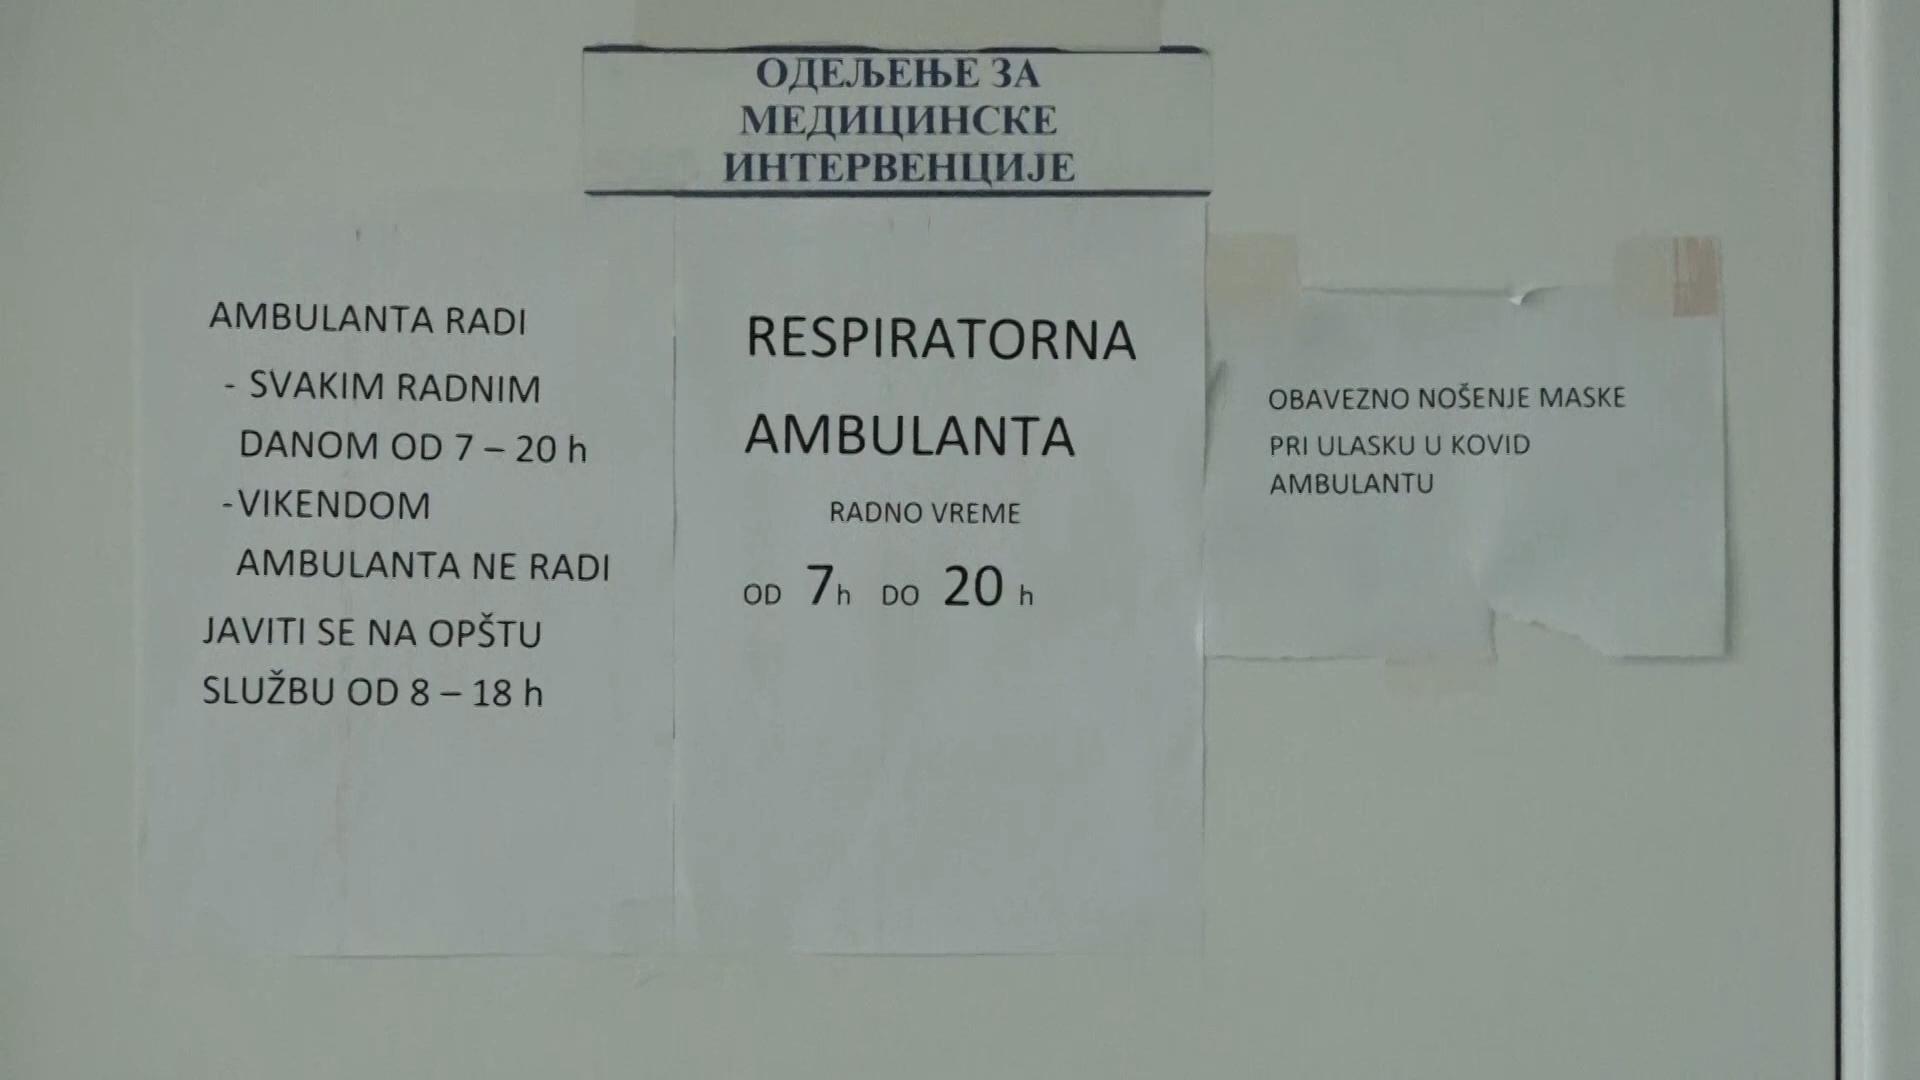 ОДЕЉЕЊЕ ЗА
МЕДИЦИНСКЕ
ИНТЕРВЕНЦИЈЕ
AMBULANTA RADI
- SVAKIM RADNIM
DANOM OD 7 – 20 h
-VIKENDOM
AMBULANTA NE RADI
JAVITI SE NA OPŠTU
SLUŽBU OD 8 – 18 h
RESPIRATORNA
AMBULANTA
RADNO VREME
OD 7h DO 20 h
OBAVEZNO NOŠENJE MASKE
PRI ULASKU U KOVID
AMBULANTU